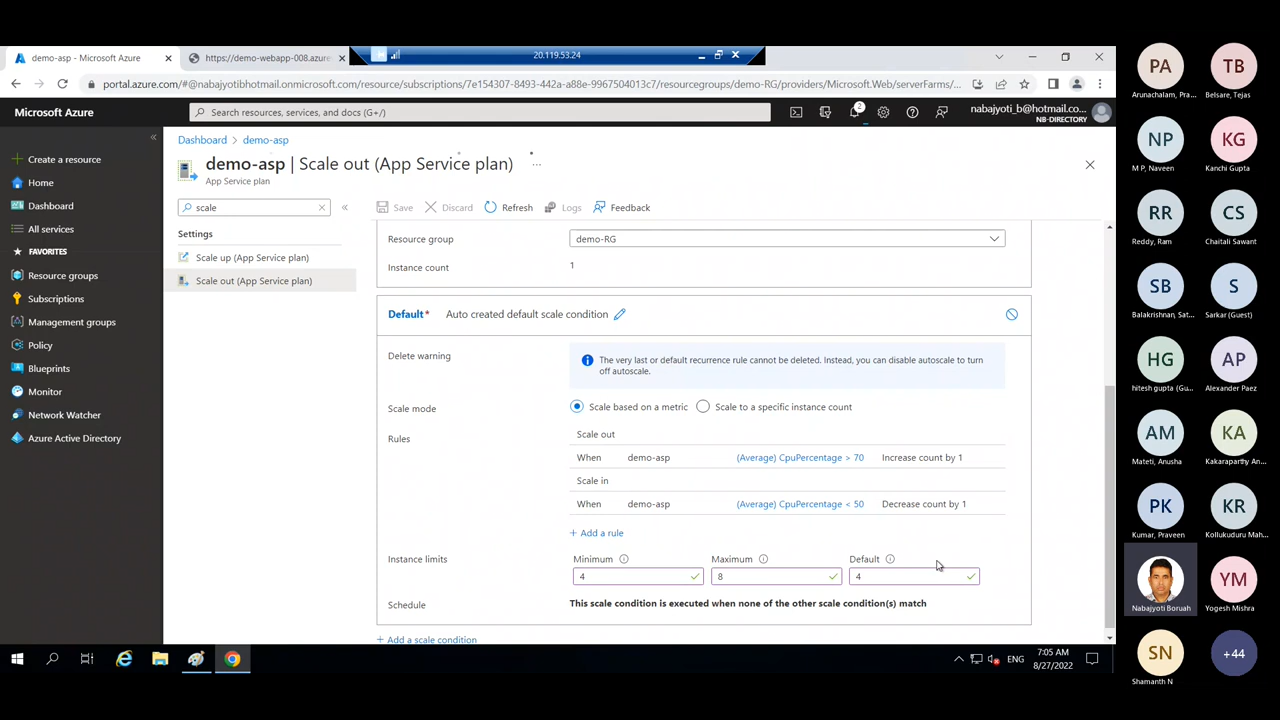 demo-asp - Microsoft Azure
https://demo-webapp-008.azure
20.119.53.24
portal.azure.com/#@nabajyotibhotmail.onmicrosoft.com/resource/subscriptions/7e154307-8493-442a-a88e-9967504013c7/resourcegroups/demo-RG/providers/Microsoft.Web/serverFarms/...
Microsoft Azure
Search resources, services, and docs (G+/)
2
nabajyoti_b@hotmail.co...
NB-DIRECTORY
Create a resource
Home
Dashboard
All services
FAVORITES
Resource groups
Subscriptions
Management groups
Policy
Blueprints
Monitor
Network Watcher
Azure Active Directory
Dashboard > demo-asp
demo-asp | Scale out (App Service plan) ...
App Service plan
scale
Settings
Scale up (App Service plan)
Scale out (App Service plan)
Save Discard Refresh Logs Feedback
Resource group demo-RG
Instance count 1
Default* Auto created default scale condition
Delete warning
The very last or default recurrence rule cannot be deleted. Instead, you can disable autoscale to turn
off autoscale.
Scale mode Scale based on a metric Scale to a specific instance count
Rules
Scale out
When demo-asp (Average) CpuPercentage > 70 Increase count by 1
Scale in
When demo-asp (Average) CpuPercentage < 50 Decrease count by 1
+ Add a rule
Instance limits
Minimum Maximum Default
4 8 4
Schedule This scale condition is executed when none of the other scale condition(s) match
+ Add a scale condition
ENG
7:05 AM
8/27/2022
PA TB
Arunachalam, Pra... Belsare, Tejas
NP KG
M P, Naveen Kanchi Gupta
RR CS
Reddy, Ram Chaitali Sawant
SB S
Balakrishnan, Sat... Sarkar (Guest)
HG AP
hitesh gupta (Gu... Alexander Paez
AM KA
Mateti, Anusha Kakaraparthy An...
PK KR
Kumar, Praveen Kollukuduru Mah...
YM
Nabajyoti Boruah Yogesh Mishra
SN +44
Shamanth N